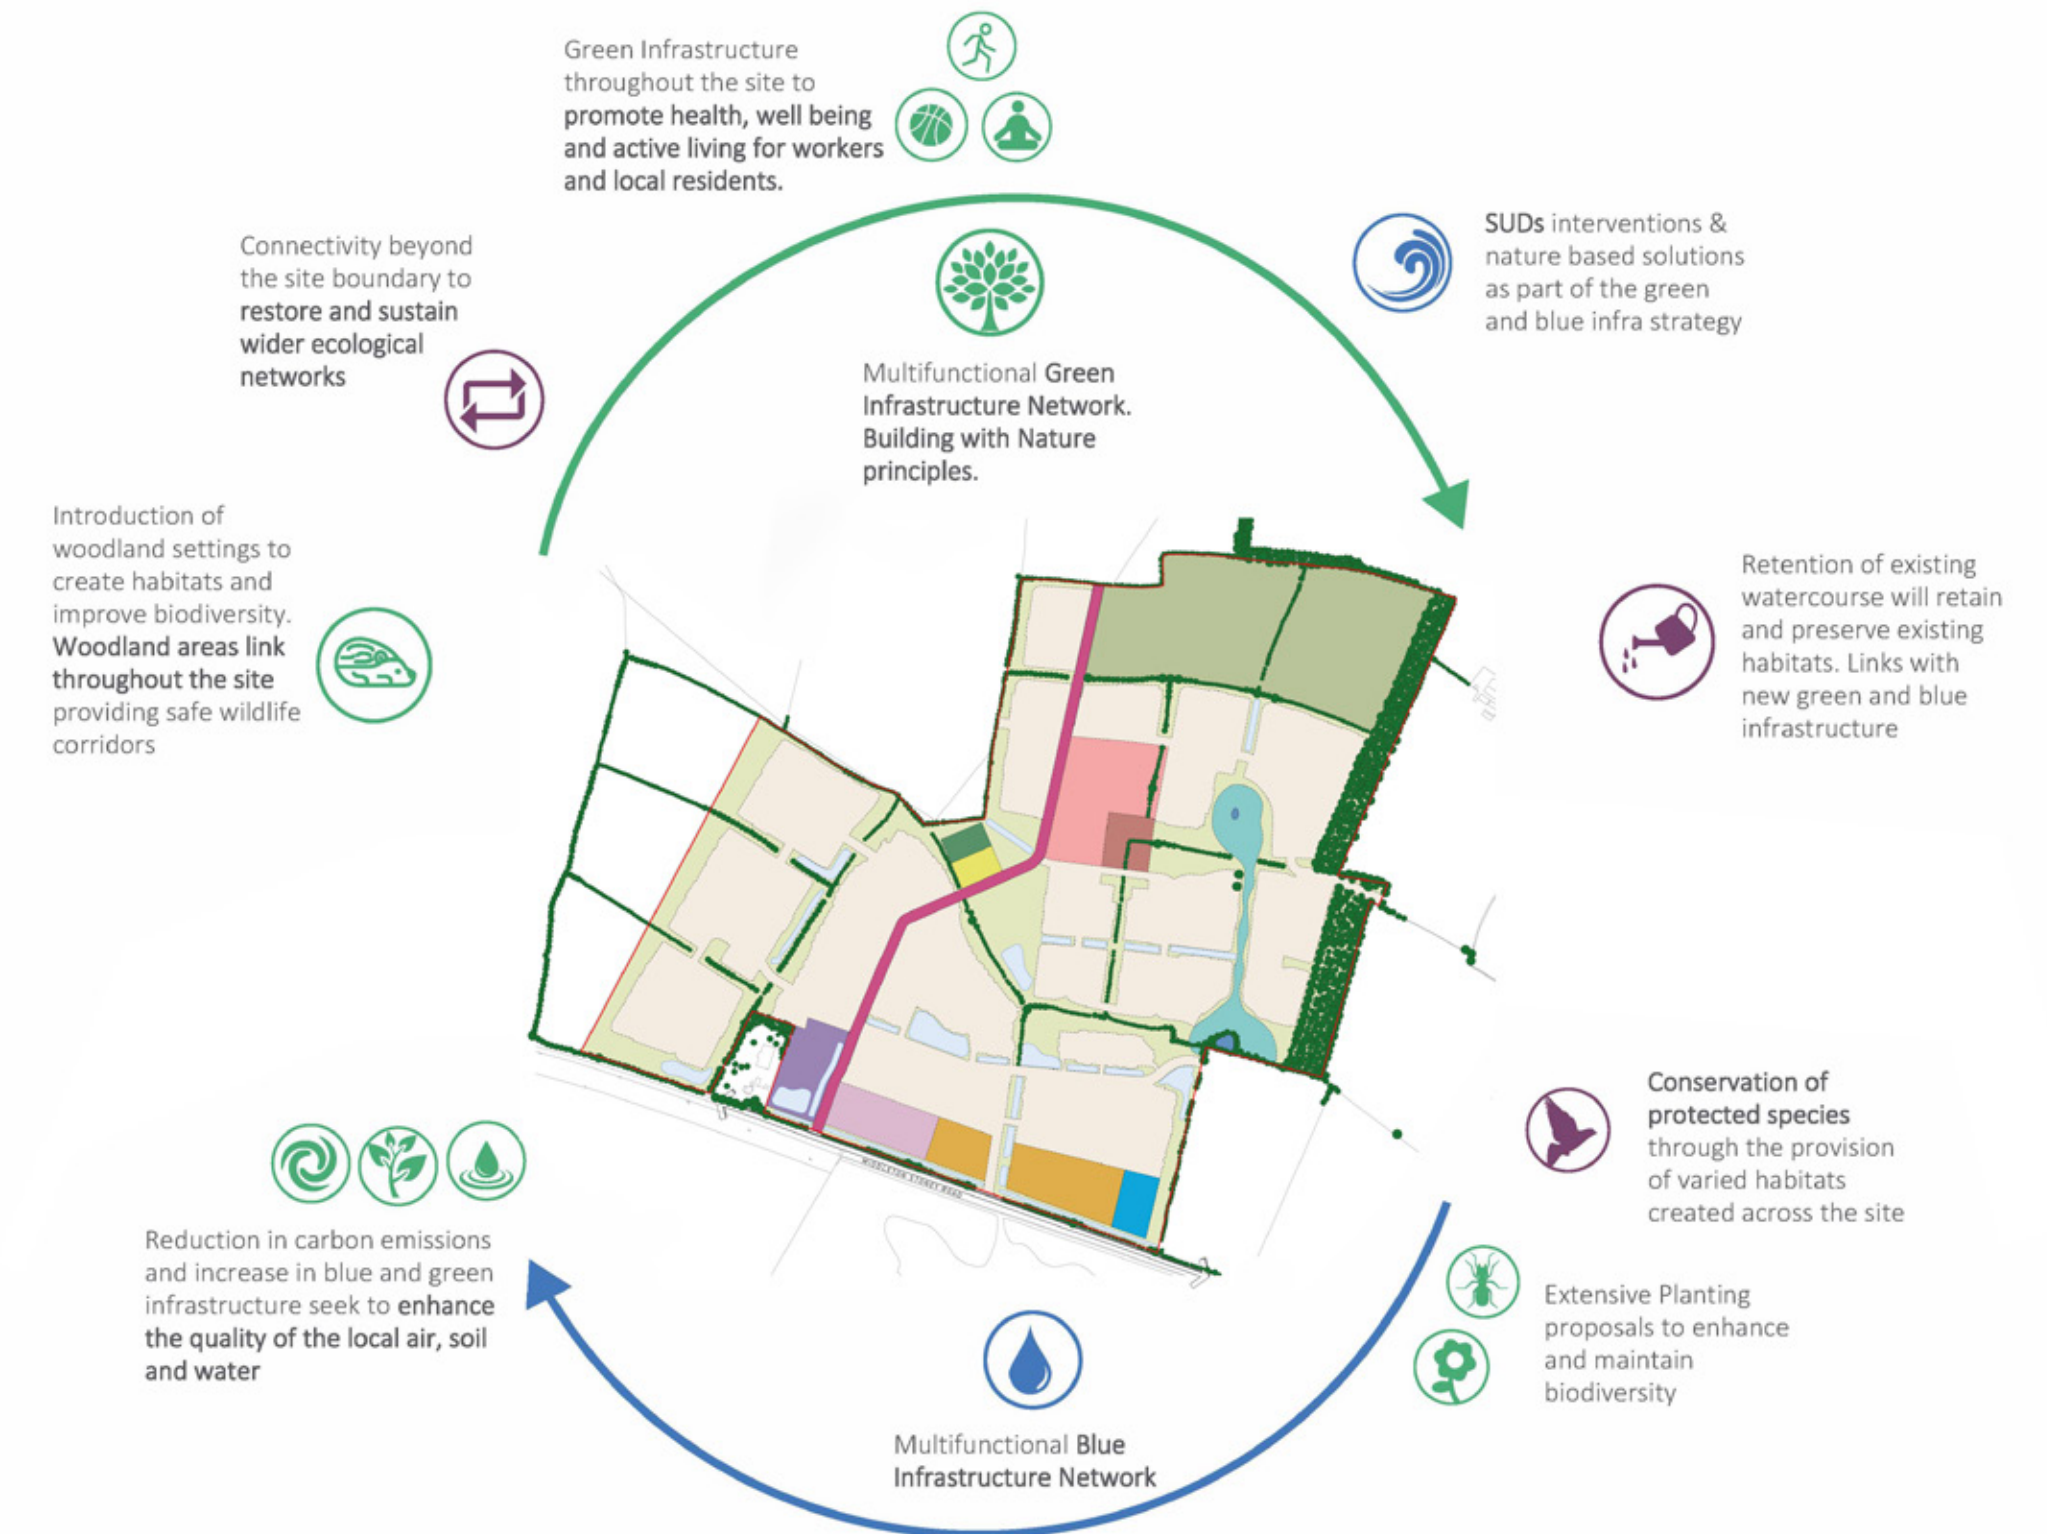 Green Infrastructure
throughout the site to
promote health, well being
and active living for workers
and local residents.
SUDs interventions &
nature based solutions
as part of the green
and blue infra strategy
Connectivity beyond
the site boundary to
restore and sustain
wider ecological
networks
Multifunctional Green
Infrastructure Network.
Building with Nature
principles.
Introduction of
woodland settings to
create habitats and
improve biodiversity.
Woodland areas link
throughout the site
providing safe wildlife
corridors
Retention of existing
watercourse will retain
and preserve existing
habitats. Links with
new green and blue
infrastructure
Conservation of
protected species
through the provision
of varied habitats
created across the site
MIDDLETON STONEY ROAD
Reduction in carbon emissions
and increase in blue and green
infrastructure seek to enhance
the quality of the local air, soil
and water
Extensive Planting
proposals to enhance
and maintain
biodiversity
Multifunctional Blue
Infrastructure Network